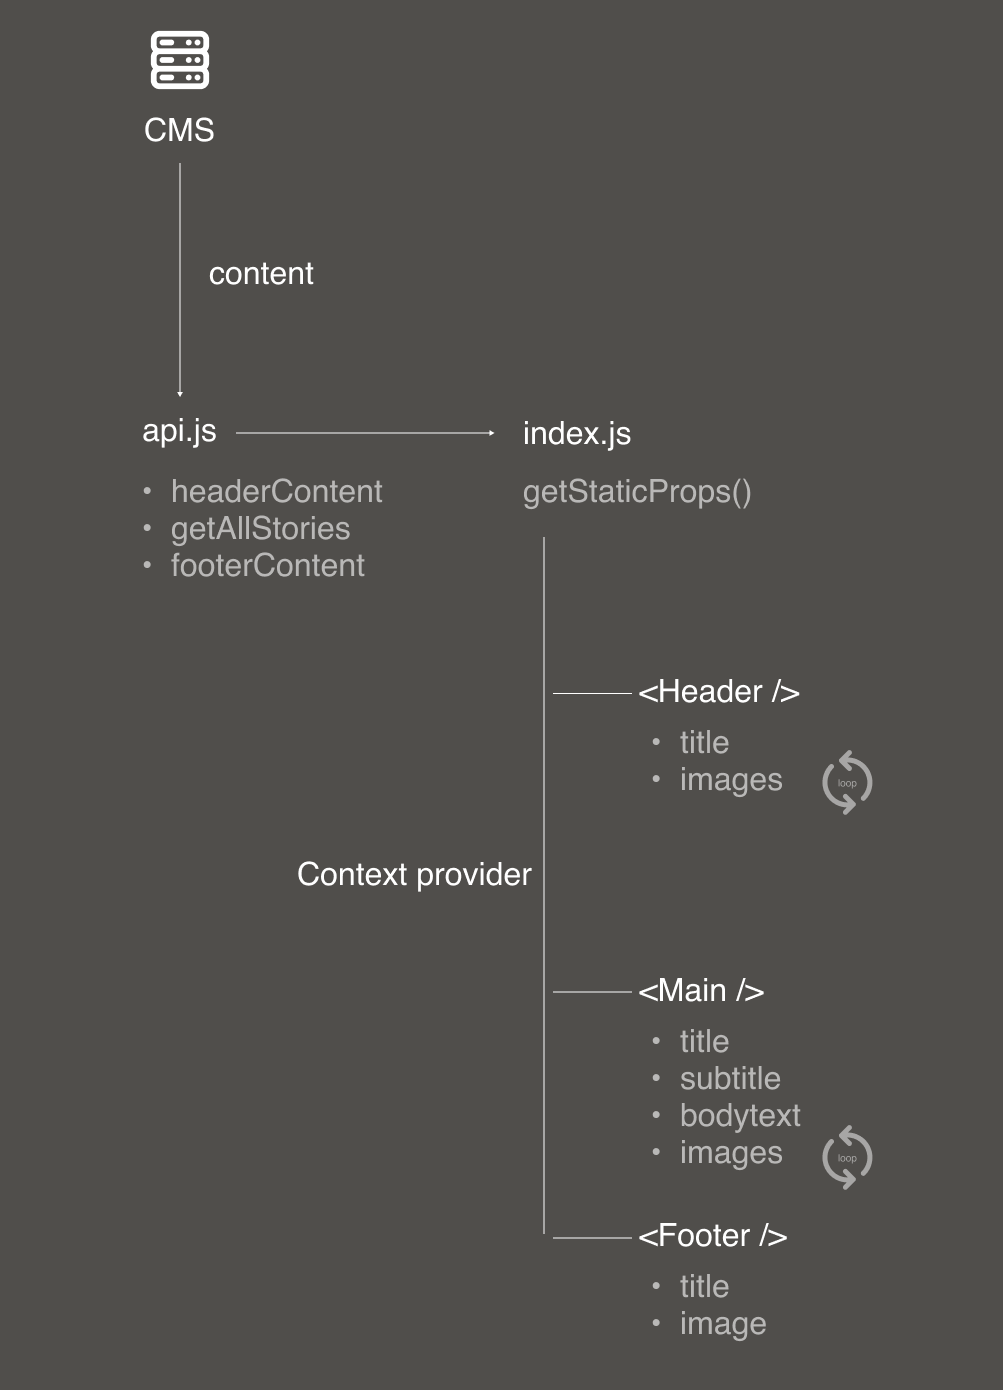 CMS
content
api.js
• headerContent
• getAllStories
• footerContent
index.js
getStaticProps()
Context provider
<Header />
• title
• images
loop
<Main />
• title
• subtitle
• bodytext
• images
loop
<Footer />
• title
• image